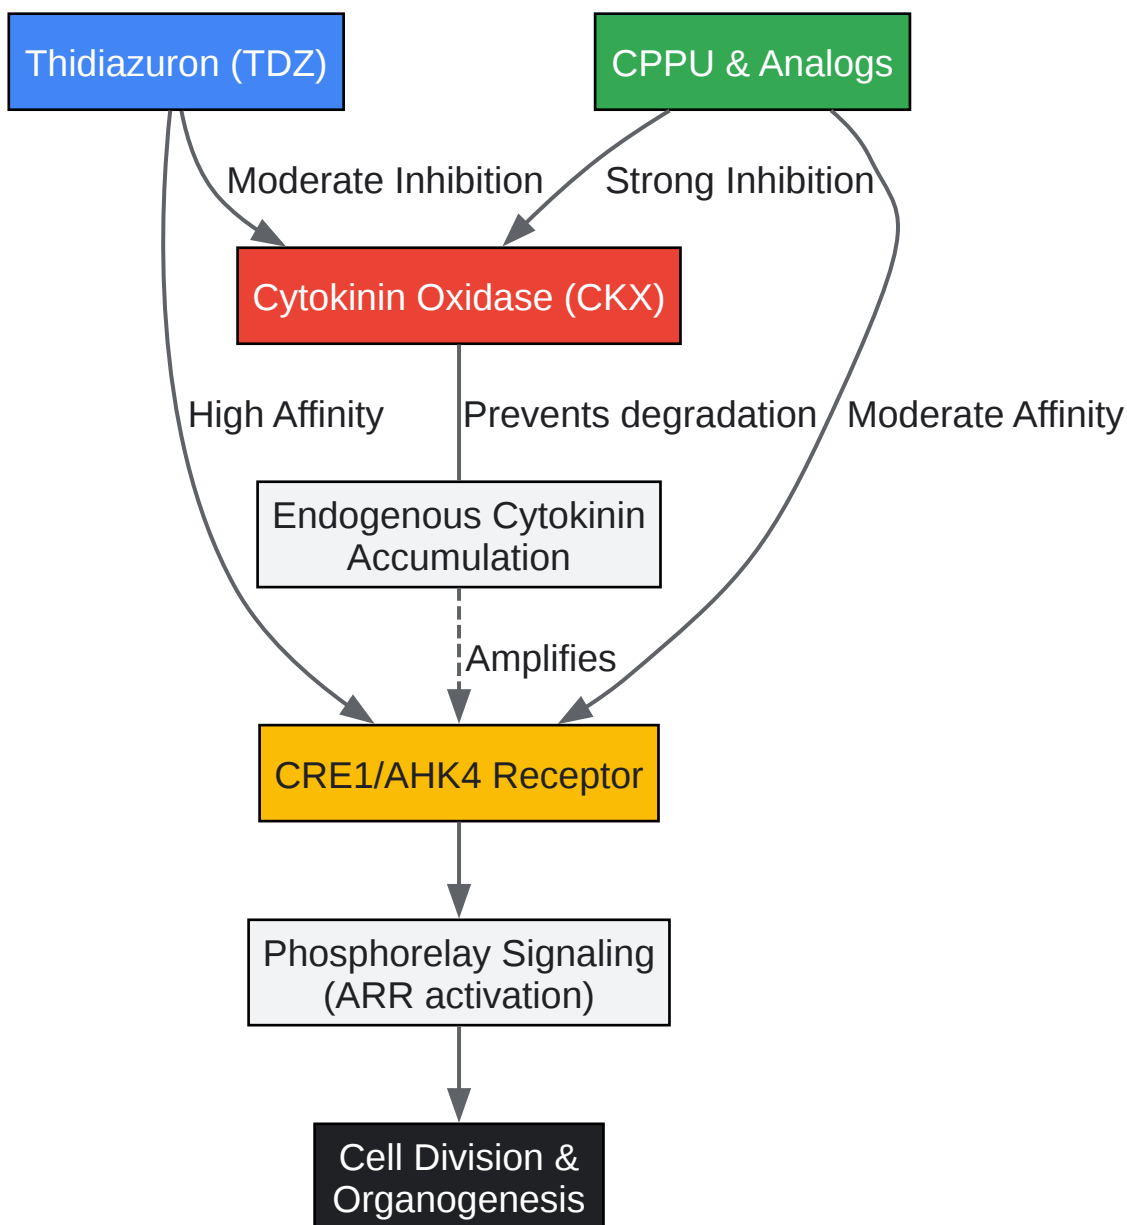 Thidiazuron (TDZ)
CPPU & Analogs
Moderate Inhibition
Strong Inhibition
Cytokinin Oxidase (CKX)
High Affinity
Prevents degradation
Moderate Affinity
Endogenous Cytokinin
Accumulation
Amplifies
CRE1/AHK4 Receptor
Phosphorelay Signaling
(ARR activation)
Cell Division &
Organogenesis